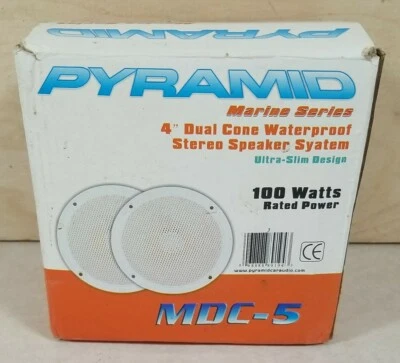 PYRAMID
PYRAMID
Marine Series
4" Dual Cone Waterproof
Stereo Speaker Syatem
Ultra-Slim Design
100 Watts
Rated Power
CE
www.pyramidcaraudio.com
MDC-5